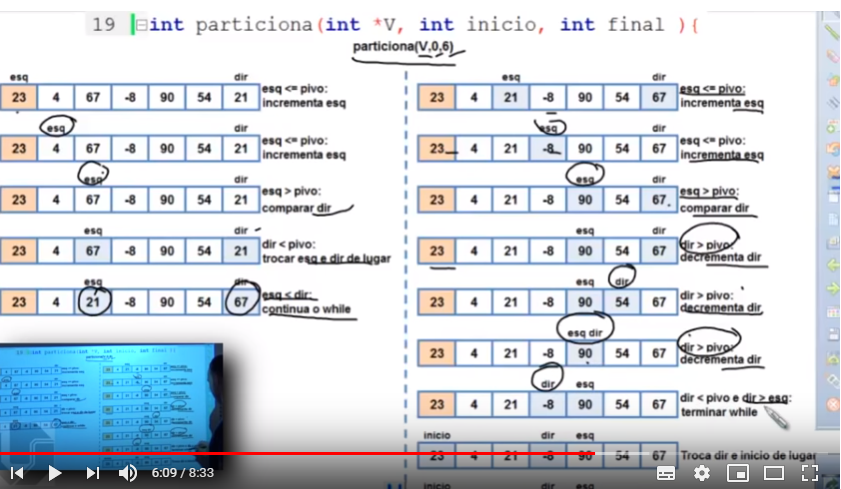 19 int particiona(int *V, int inicio, int final ){
particiona(V,0,6)
esq dir
23 4 67 -8 90 54 21 esq <= pivo:
incrementa esq
esq dir
23 4 67 -8 90 54 21 esq <= pivo:
incrementa esq
esq dir
23 4 67 -8 90 54 21 esq > pivo:
comparar dir
esq dir
23 4 67 -8 90 54 21 dir < pivo:
trocar esq e dir de lugar
esq dir
23 4 21 -8 90 54 67 esq < dir:
continua o while
esq dir
23 4 21 -8 90 54 67 esq <= pivo:
incrementa esq
esq dir
23 4 21 -8 90 54 67 esq <= pivo:
incrementa esq
esq dir
23 4 21 -8 90 54 67 esq > pivo:
comparar dir
esq dir
23 4 21 -8 90 54 67 dir > pivo:
decrementa dir
esq dir
23 4 21 -8 90 54 67 dir > pivo:
decrementa dir
esq dir
23 4 21 -8 90 54 67 dir > pivo:
decrementa dir
dir esq
23 4 21 -8 90 54 67 dir < pivo e dir > esq:
terminar while
inicio dir esq
23 4 21 -8 90 54 67 Troca dir e inicio de lugar
inicio dir esq
6:09 / 8:33